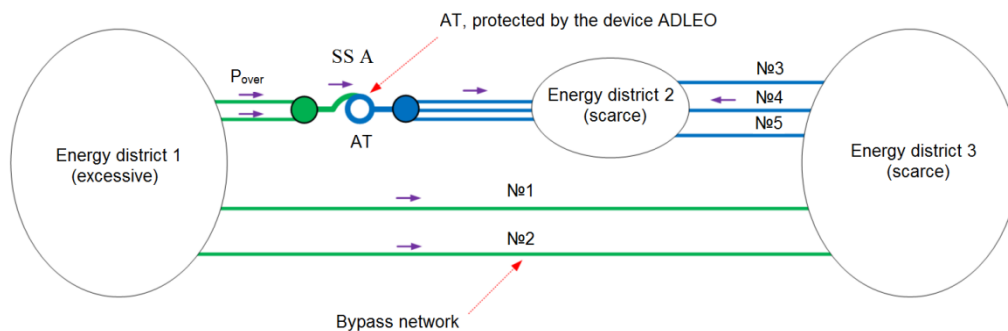 AT, protected by the device ADLEO
SS A
Pover
AT
Energy district 1
(excessive)
Energy district 2
(scarce)
№3
№4
№5
Energy district 3
(scarce)
№1
№2
Bypass network